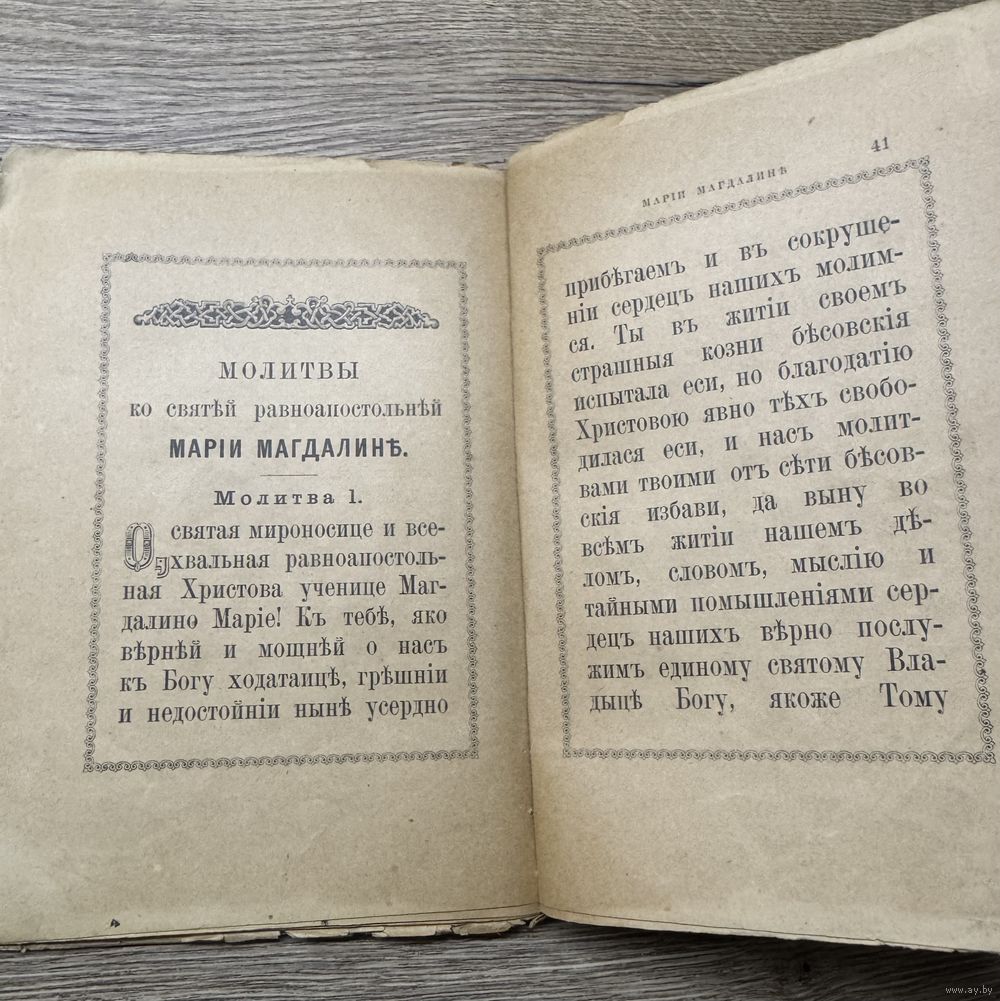 МОЛИТВЫ
ко святѣй равноапостольнѣй
МАРІИ МАГДАЛИНѢ.
Молитва 1.
О, святая мироносице и все-
хвальная равноапостоль-
ная Христова ученице Маг-
далино Маріе! Къ тебѣ, яко
вѣрнѣй и мощнѣй о насъ
къ Богу ходатаицѣ, грѣшніи
и недостойніи нынѣ усердно
41
МАРІИ МАГДАЛИНѢ
прибѣгаемъ и въ сокруше-
ніи сердецъ нашихъ молим-
ся. Ты въ житіи своемъ
страшныя козни бѣсовскія
испытала еси, но благодатію
Христовою явно тѣхъ свобо-
дилася еси, и насъ молит-
вами твоими отъ сѣти бѣсов-
скія избави, да выну во
всѣмъ житіи нашемъ дѣ-
ломъ, словомъ, мыслію и
тайными помышленіями сер-
децъ нашихъ вѣрно послу-
жимъ единому святому Вла-
дыцѣ Богу, якоже Тому
www.ay.by